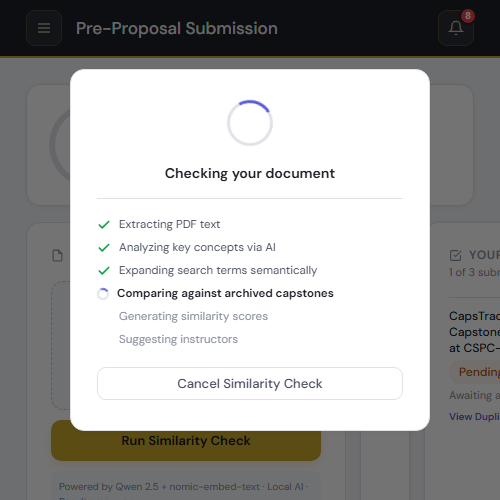 Pre-Proposal Submission
8
Checking your document
Extracting PDF text
Analyzing key concepts via AI
Expanding search terms semantically
Comparing against archived capstones
Generating similarity scores
Suggesting instructors
Cancel Similarity Check
Run Similarity Check
Powered by Qwen 2.5 + nomic-embed-text · Local AI ·
YOUR
1 of 3 subm
CapsTrac
Capstone
at CSPC-
Pending
Awaiting a
View Dupli